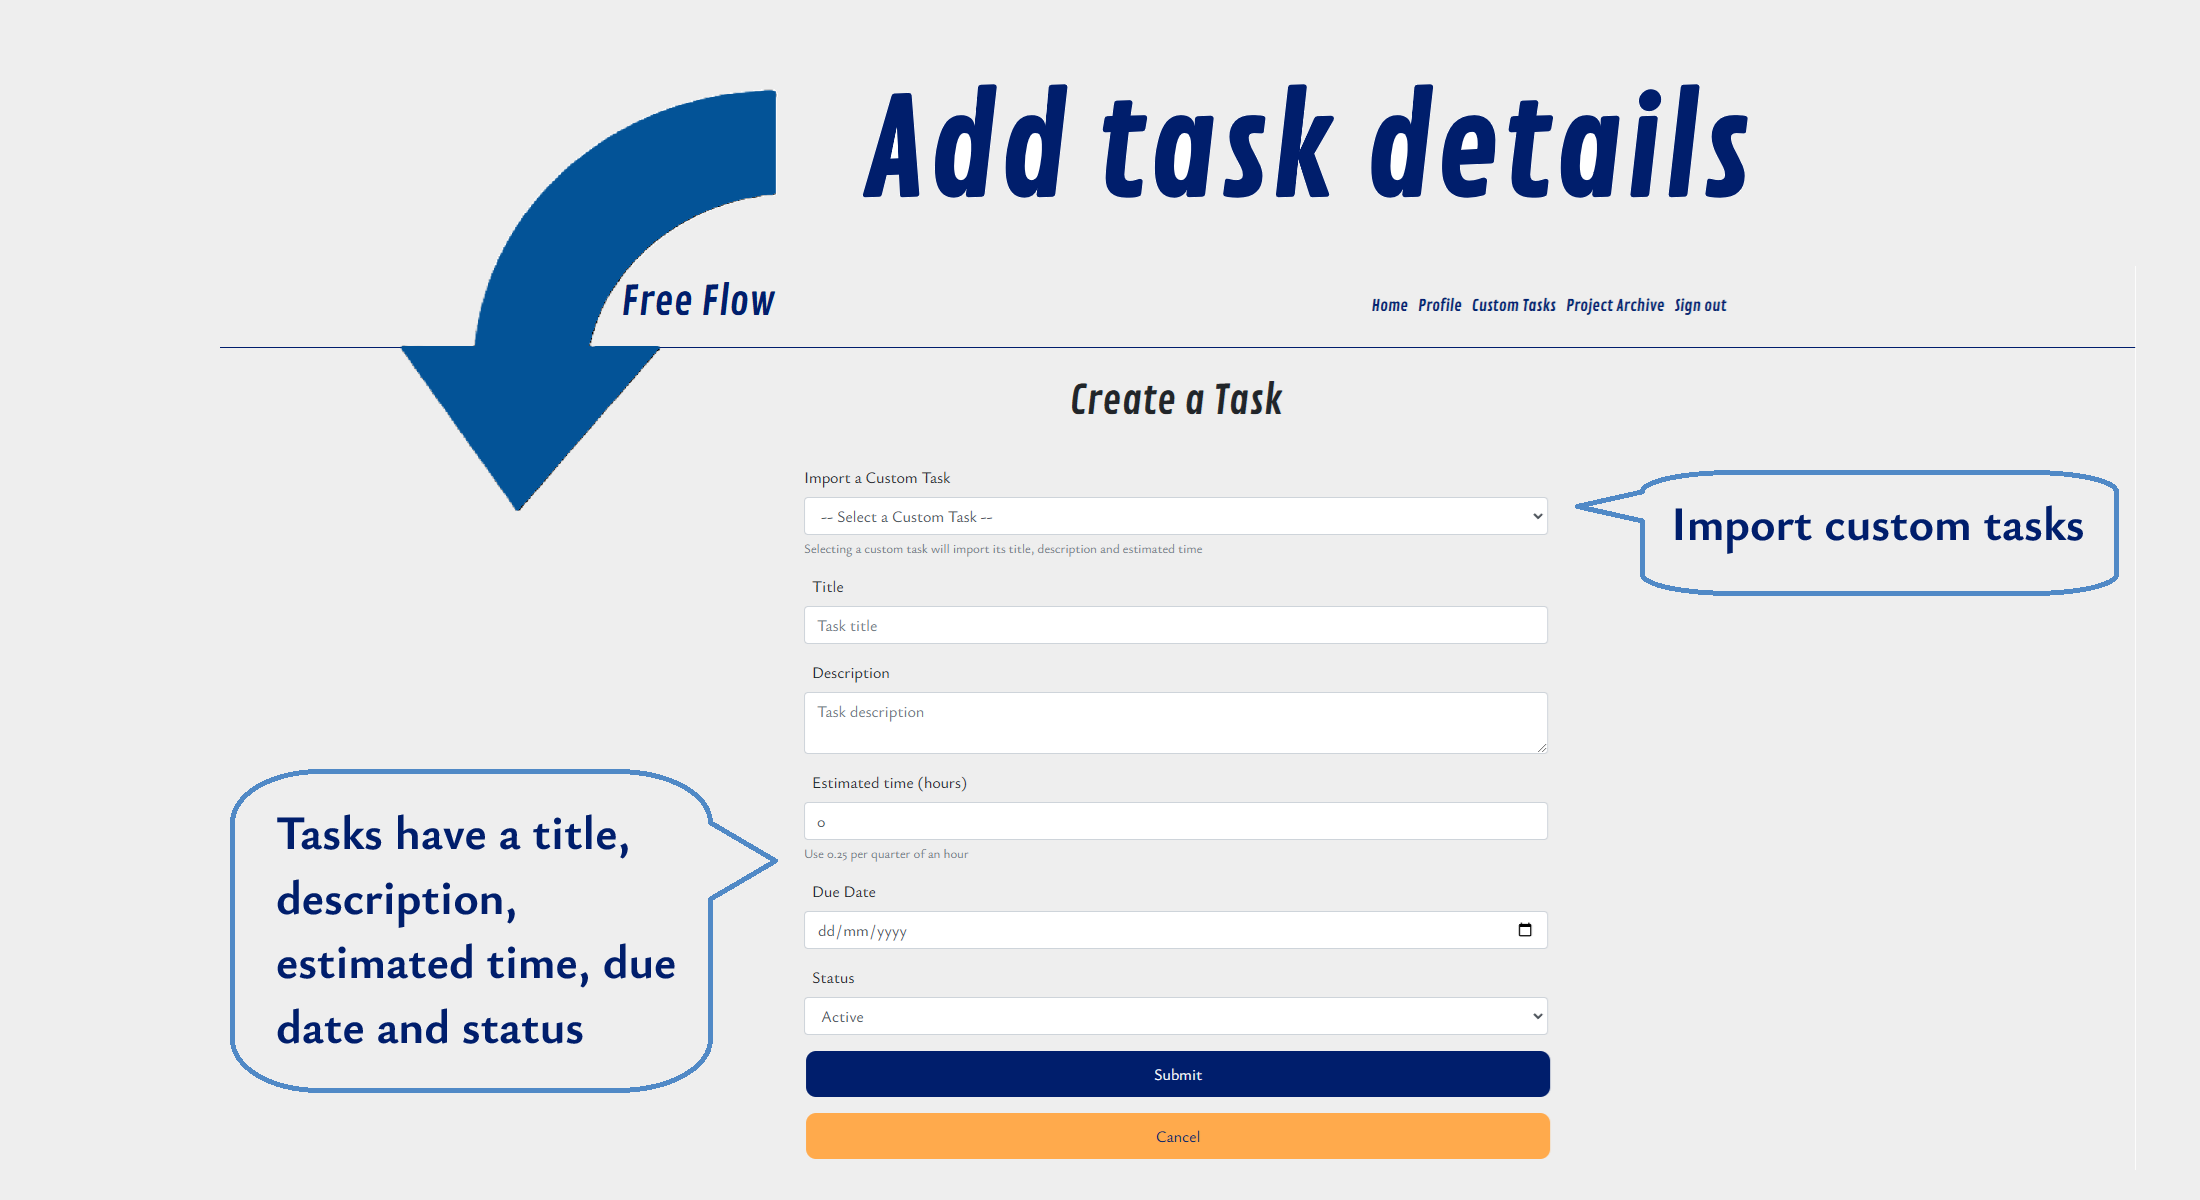 Add task details
Free Flow
Home Profile Custom Tasks Project Archive Sign out
Create a Task
Import a Custom Task
-- Select a Custom Task --
Selecting a custom task will import its title, description and estimated time
Import custom tasks
Title
Task title
Description
Task description
Estimated time (hours)
0
Use 0.25 per quarter of an hour
Tasks have a title,
description,
estimated time, due
date and status
Due Date
dd/mm/yyyy
Status
Active
Submit
Cancel